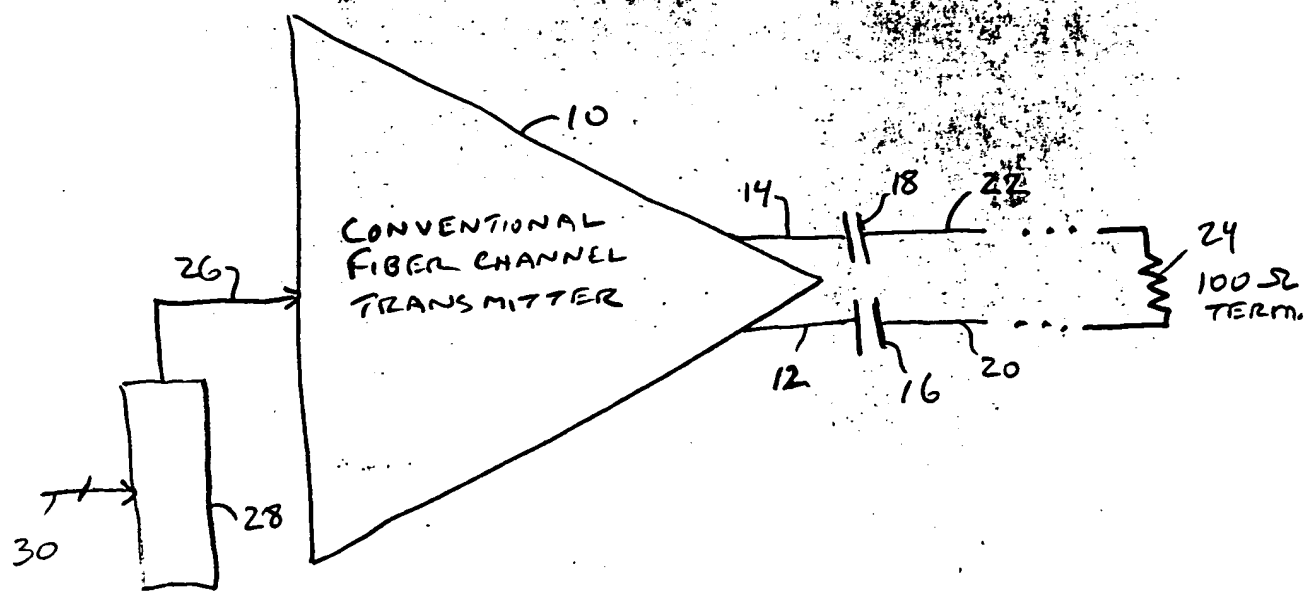 10
14
18
22
CONVENTIONAL
FIBER CHANNEL
TRANSMITTER
24
100 Ω
TERM.
26
12
16
20
28
30